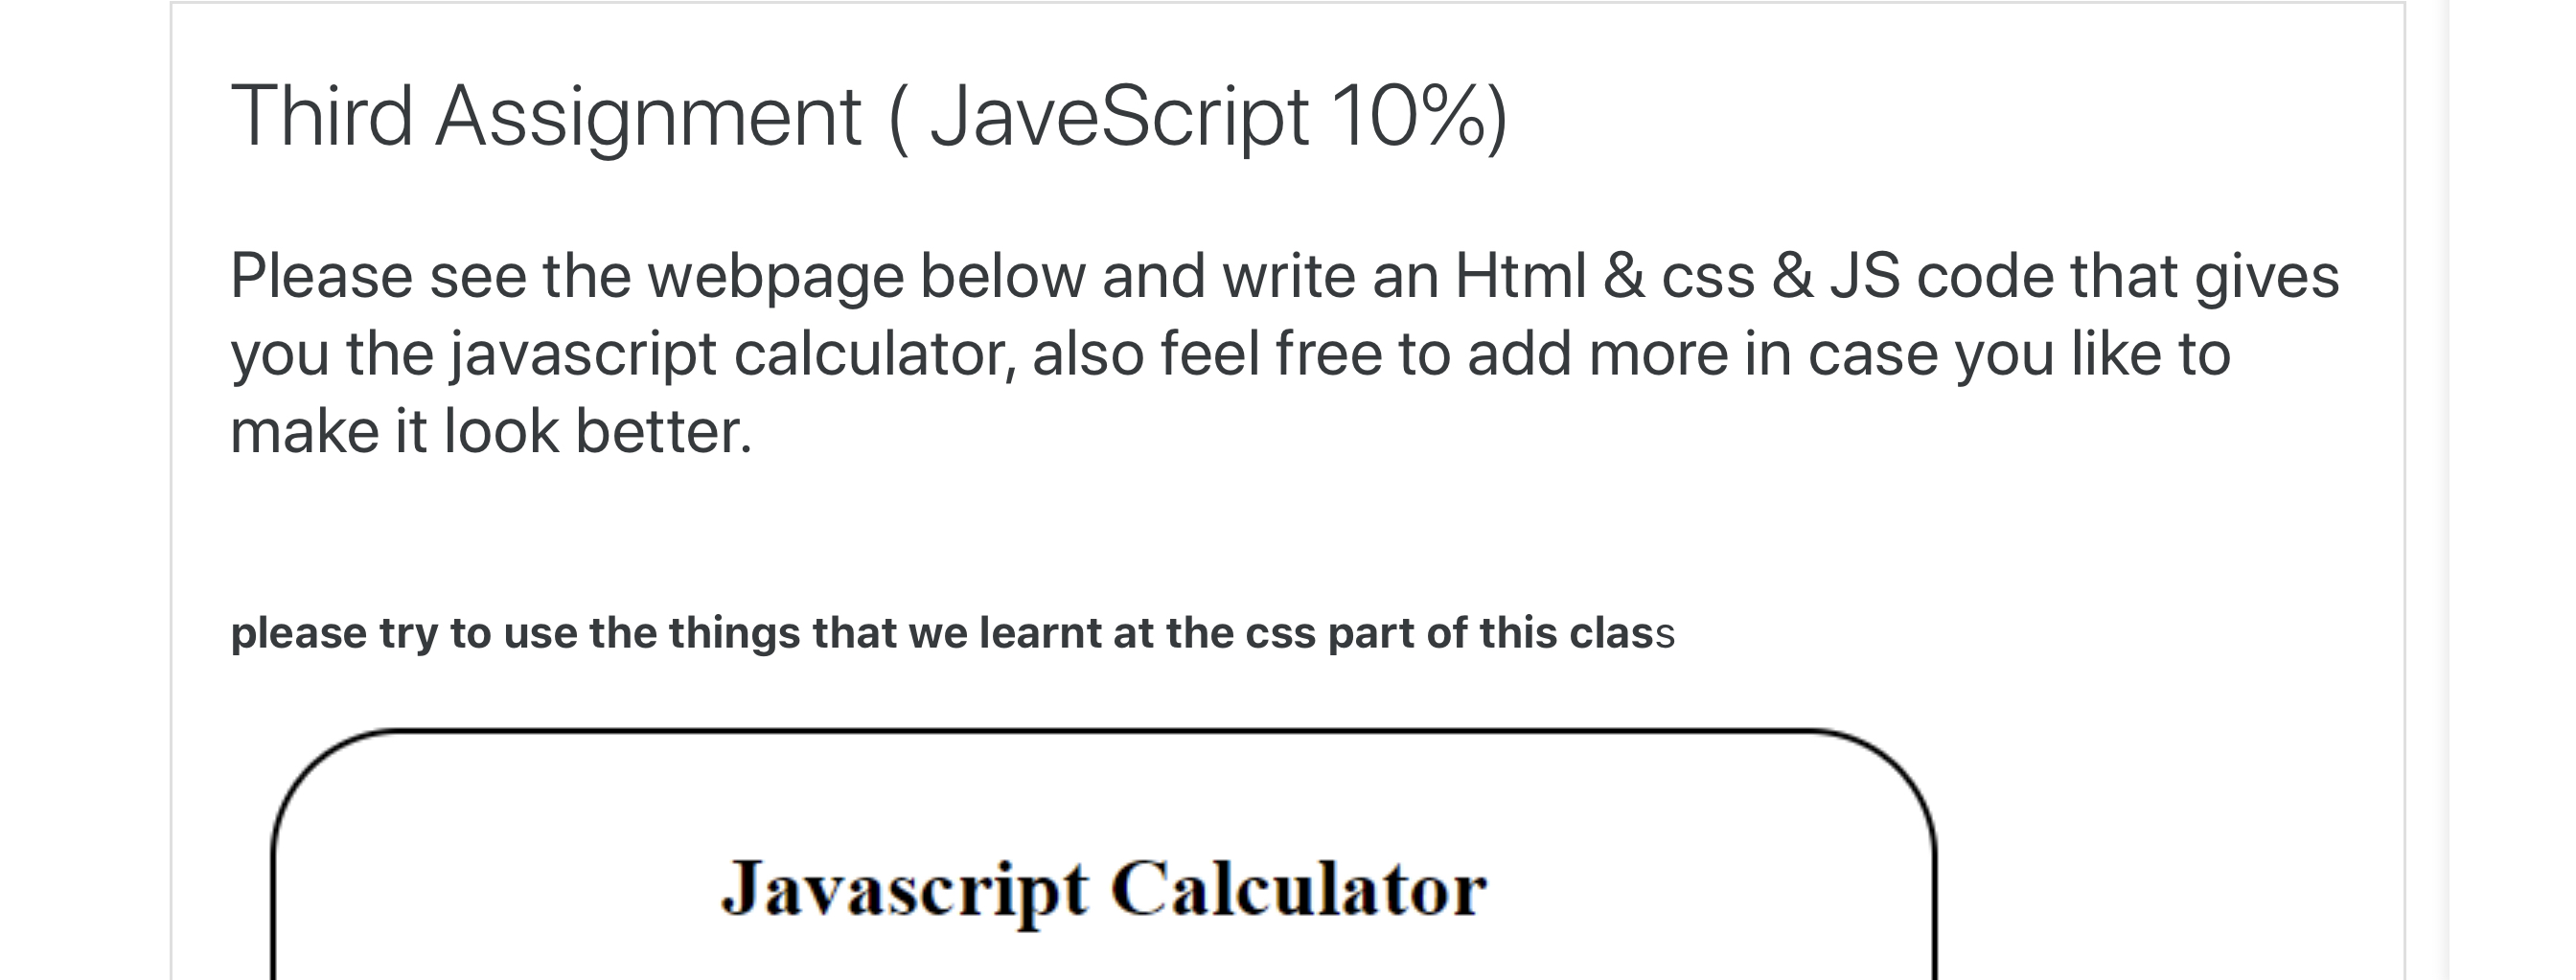 Third Assignment ( JaveScript 10%)
Please see the webpage below and write an Html & css & JS code that gives
you the javascript calculator, also feel free to add more in case you like to
make it look better.
please try to use the things that we learnt at the css part of this class
Javascript Calculator